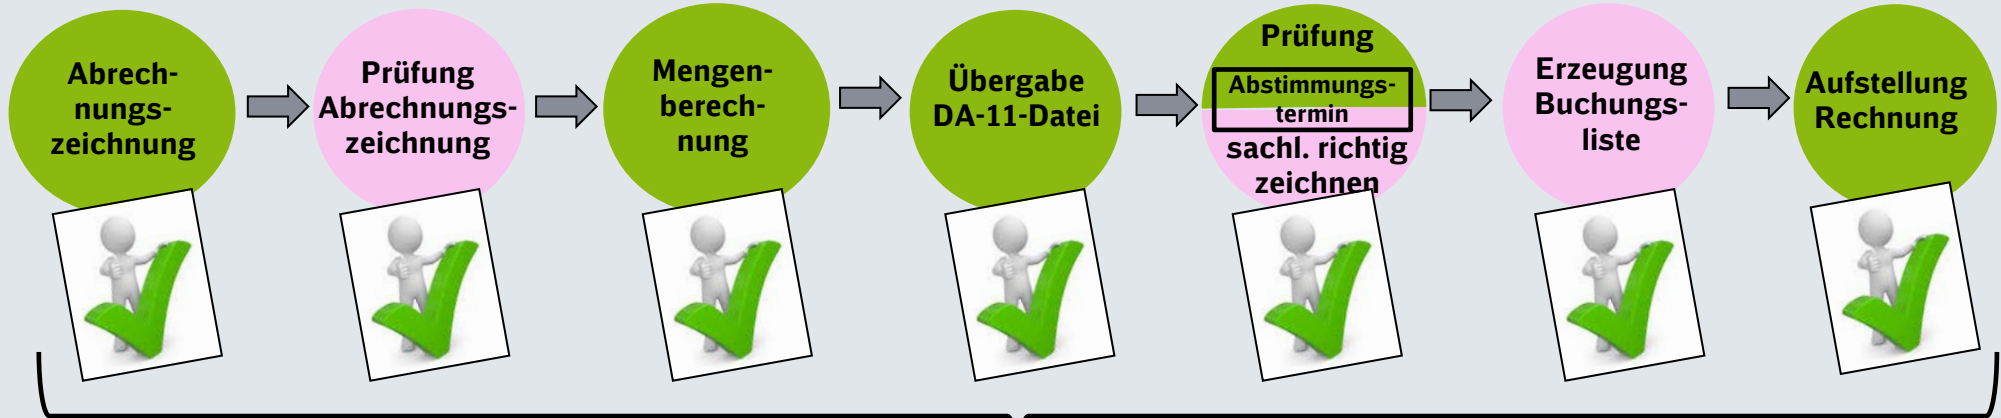 Abrech-
nungs-
zeichnung
Prüfung
Abrechnungs-
zeichnung
Mengen-
berech-
nung
Übergabe
DA-11-Datei
Prüfung
Abstimmungs-
termin
sachl. richtig
zeichnen
Erzeugung
Buchungs-
liste
Aufstellung
Rechnung